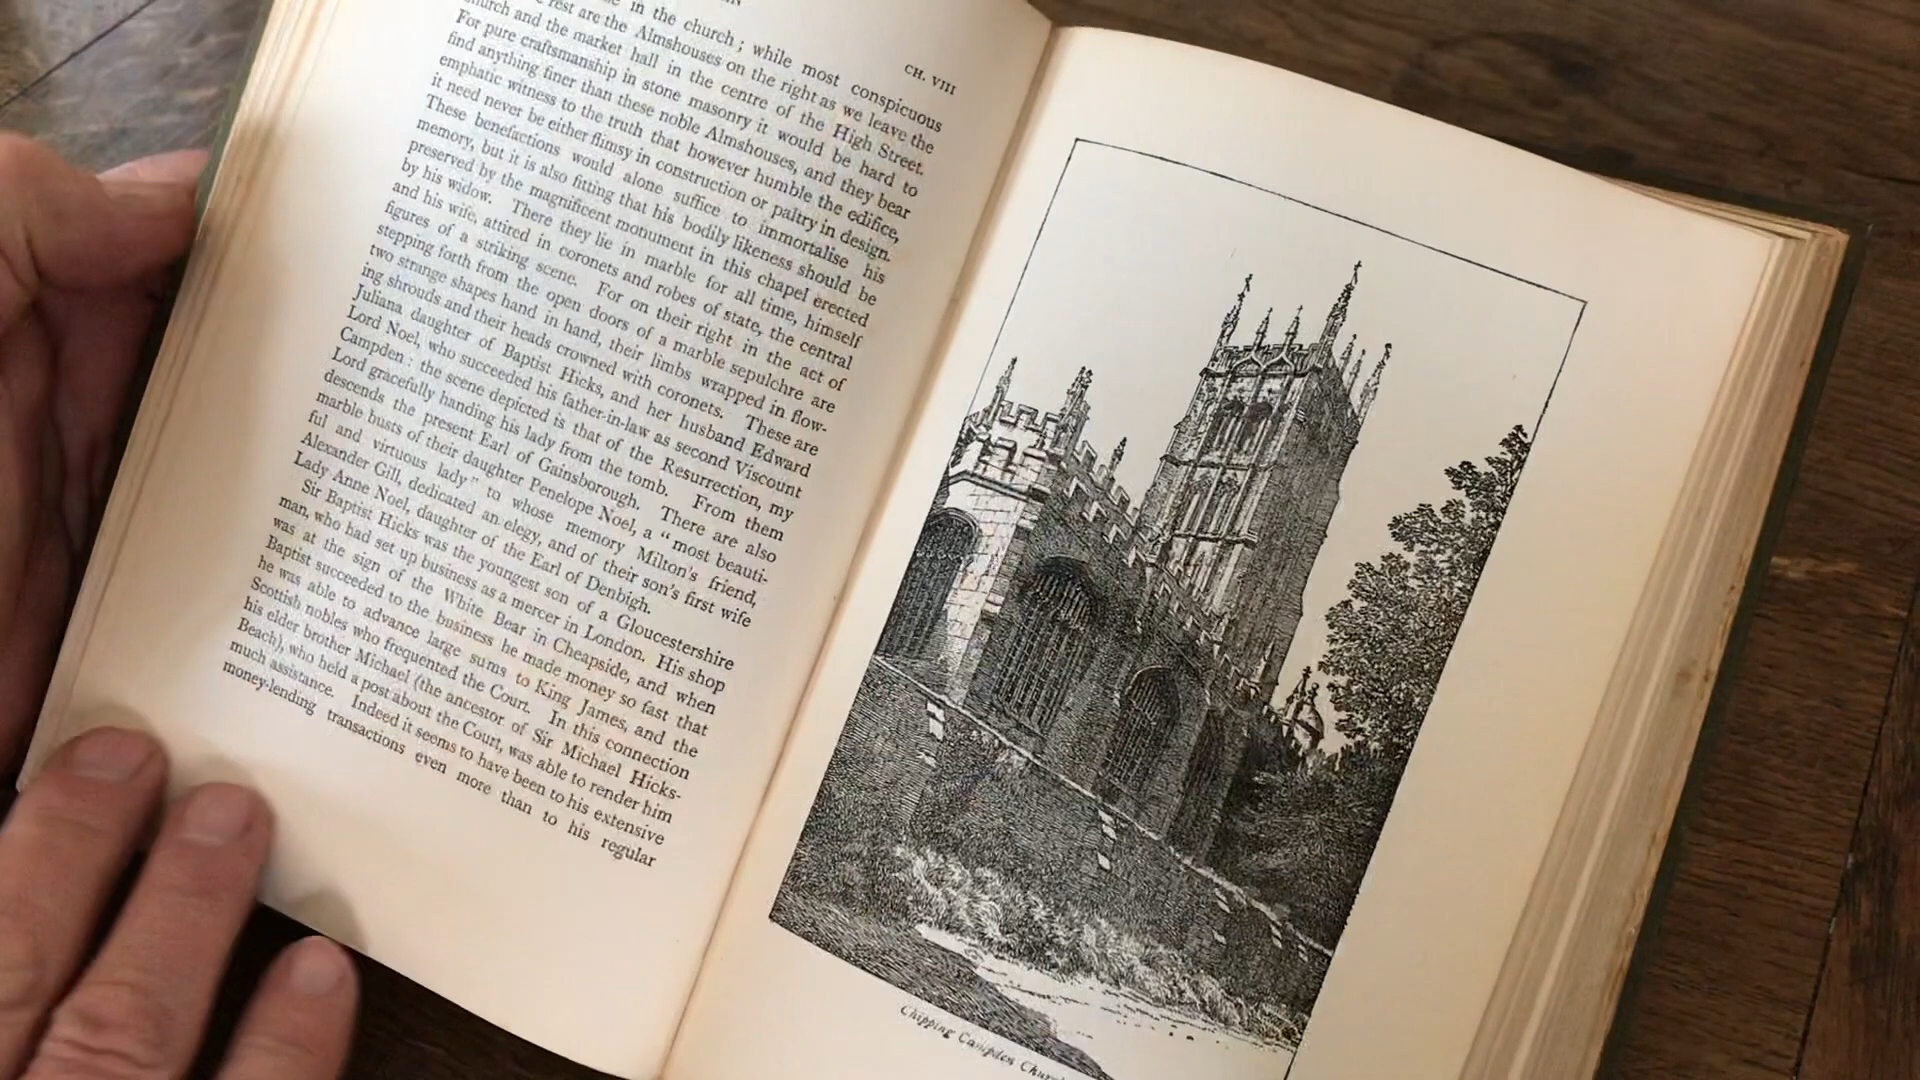 CH. VIII
in the church ; while most conspicuous
rest are the Almshouses on the right as we leave the
church and the market hall in the centre of the High Street.
For pure craftsmanship in stone masonry it would be hard to
find anything finer than these noble Almshouses, and they bear
emphatic witness to the truth that however humble the edifice,
it need never be either flimsy in construction or paltry in design.
These benefactions would alone suffice to immortalise his
memory, but it is also fitting that his bodily likeness should be
preserved by the magnificent monument in this chapel erected
by his widow. There they lie in marble for all time, himself
and his wife, attired in coronets and robes of state, the central
figures of a striking scene. For on their right in the act of
stepping forth from the open doors of a marble sepulchre are
two strange shapes hand in hand, their limbs wrapped in flow-
ing shrouds and their heads crowned with coronets. These are
Juliana daughter of Baptist Hicks, and her husband Edward
Lord Noel, who succeeded his father-in-law as second Viscount
Campden : the scene depicted is that of the Resurrection, my
Lord gracefully handing his lady from the tomb. From them
descends the present Earl of Gainsborough. There are also
marble busts of their daughter Penelope Noel, a " most beauti-
ful and virtuous lady " to whose memory Milton's friend,
Alexander Gill, dedicated an elegy, and of their son's first wife
Lady Anne Noel, daughter of the Earl of Denbigh.
Sir Baptist Hicks was the youngest son of a Gloucestershire
man, who had set up business as a mercer in London. His shop
was at the sign of the White Bear in Cheapside, and when
Baptist succeeded to the business he made money so fast that
he was able to advance large sums to King James, and the
Scottish nobles who frequented the Court. In this connection
his elder brother Michael (the ancestor of Sir Michael Hicks-
Beach), who held a post about the Court, was able to render him
much assistance. Indeed it seems to have been to his extensive
money-lending transactions even more than to his regular
Chipping Campden Church